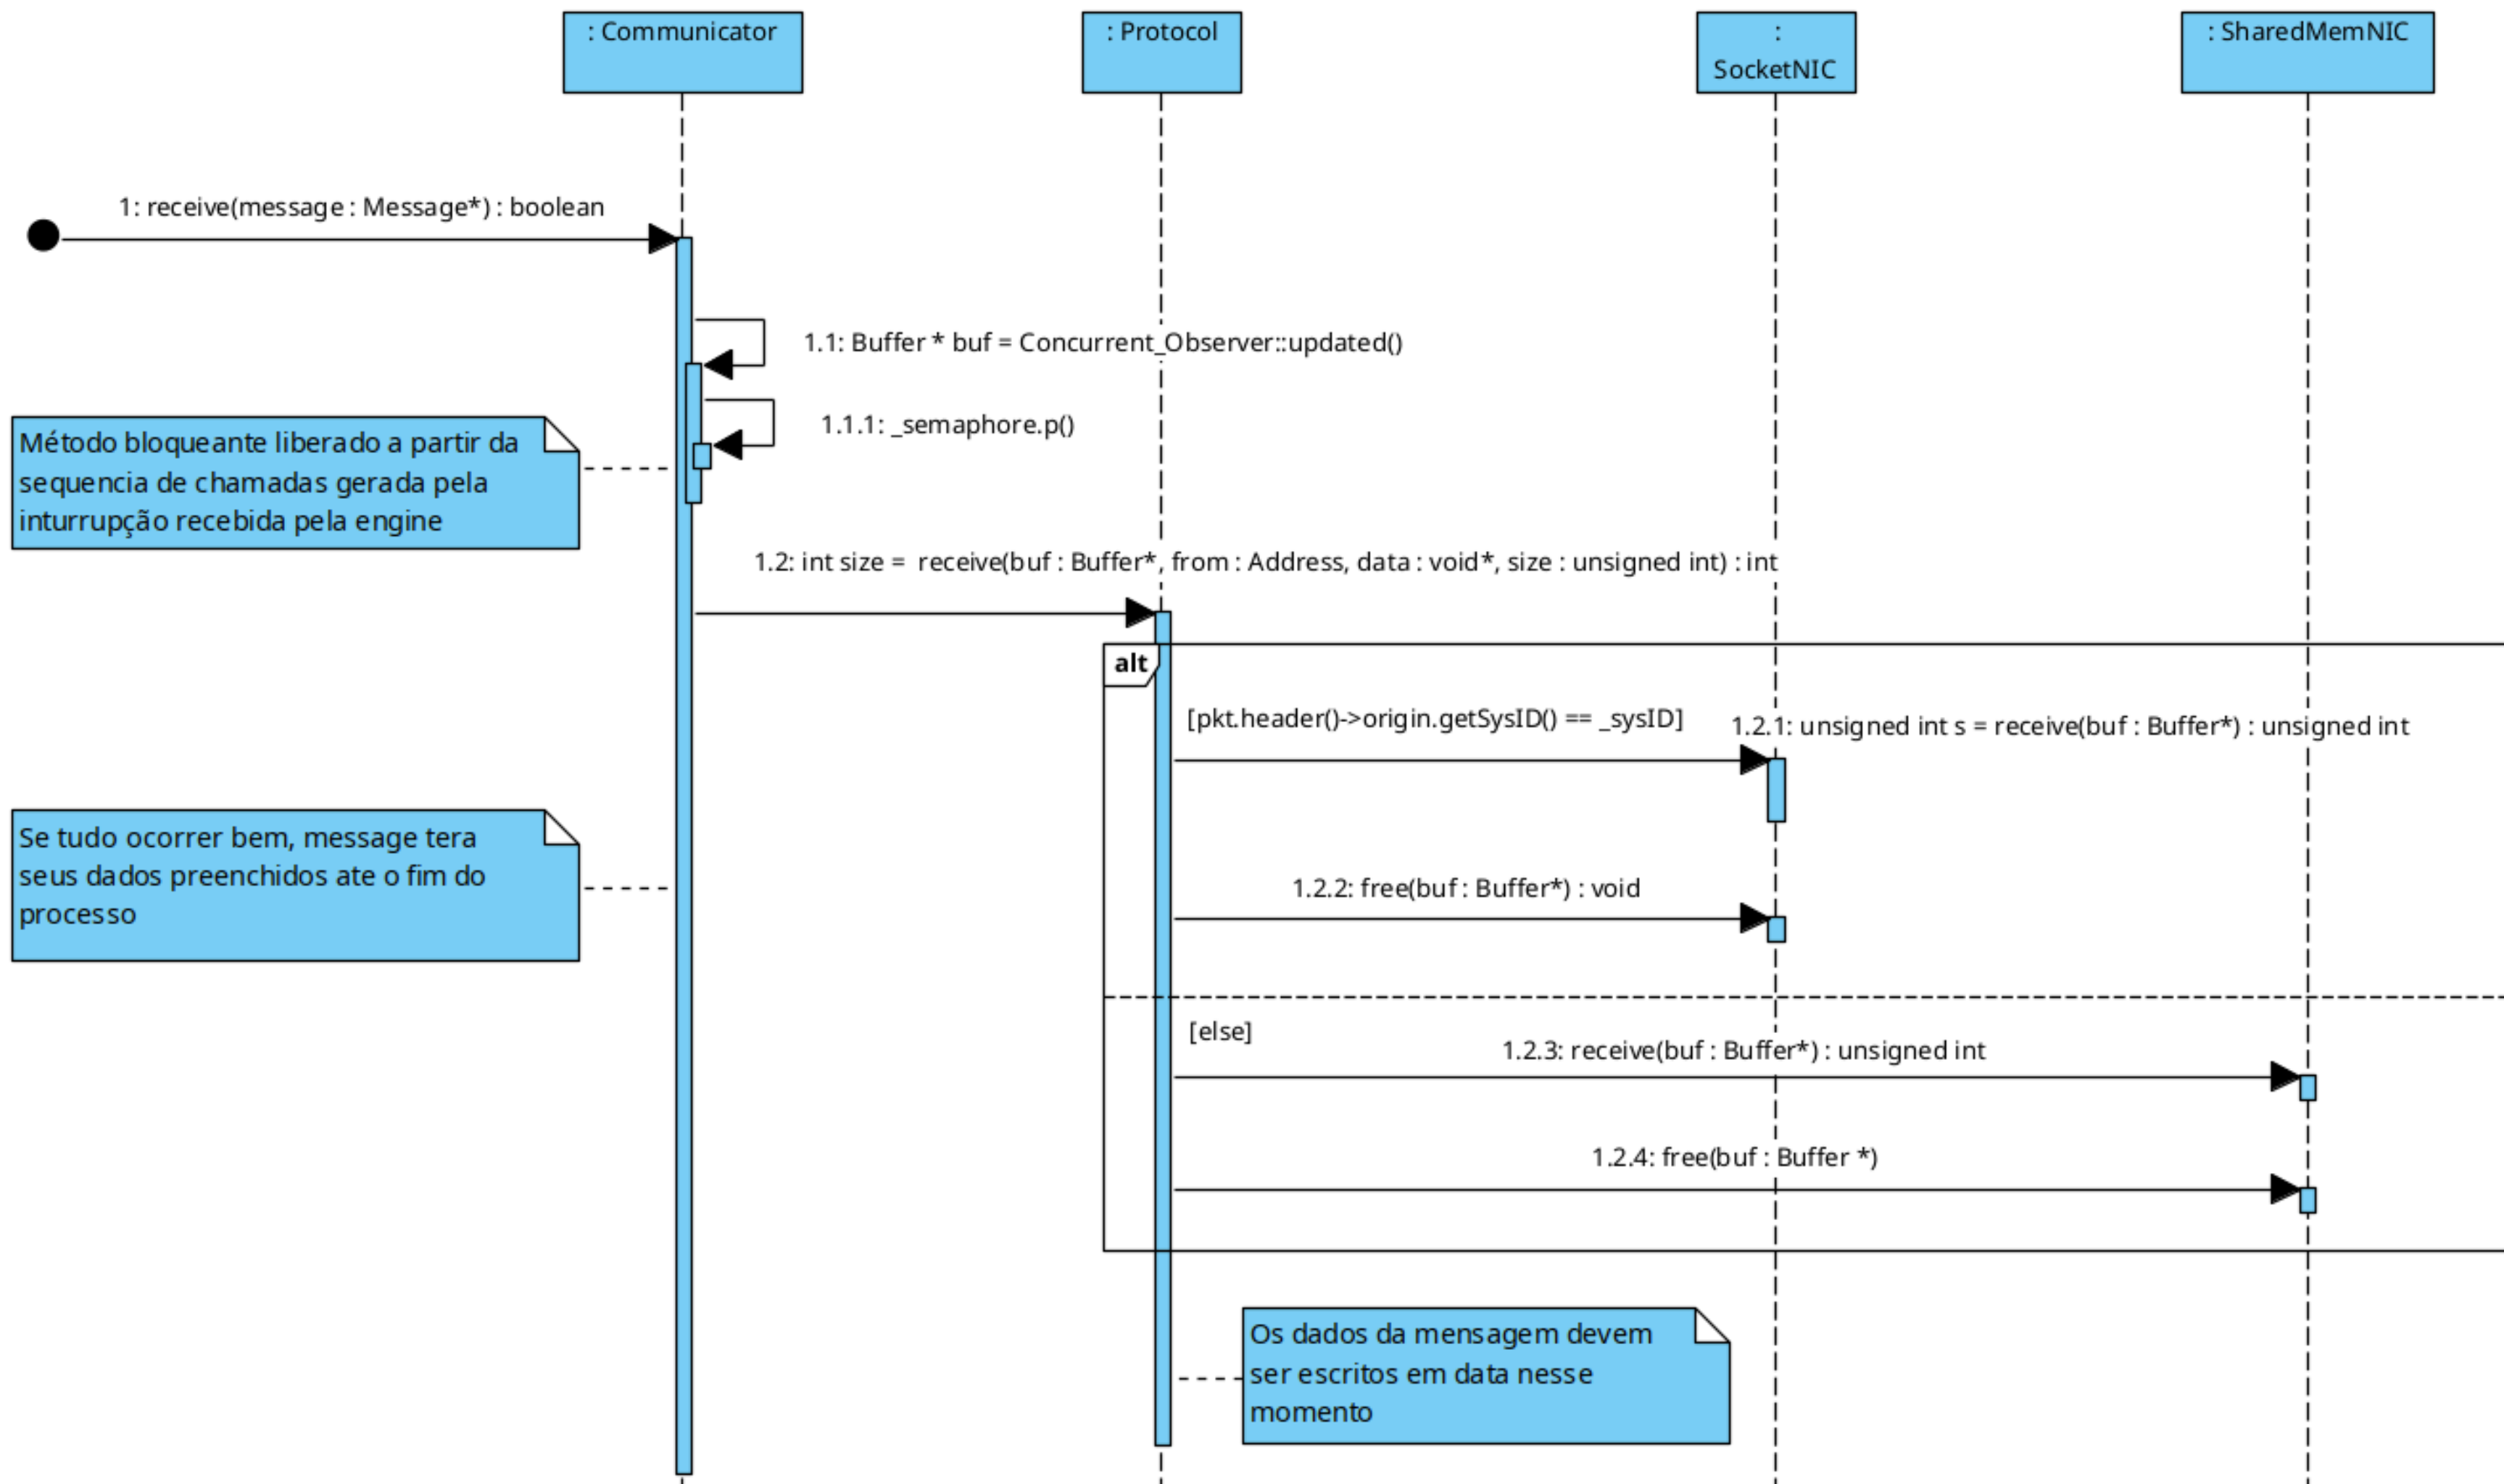 : Communicator
: Protocol
:
SocketNIC
: SharedMemNIC
1: receive(message : Message*) : boolean
1.1: Buffer * buf = Concurrent_Observer::updated()
1.1.1: _semaphore.p()
Método bloqueante liberado a partir da
sequencia de chamadas gerada pela
inturrupção recebida pela engine
1.2: int size =  receive(buf : Buffer*, from : Address, data : void*, size : unsigned int) : int
alt
[pkt.header()->origin.getSysID() == _sysID]
1.2.1: unsigned int s = receive(buf : Buffer*) : unsigned int
Se tudo ocorrer bem, message tera
seus dados preenchidos ate o fim do
processo
1.2.2: free(buf : Buffer*) : void
[else]
1.2.3: receive(buf : Buffer*) : unsigned int
1.2.4: free(buf : Buffer *)
Os dados da mensagem devem
ser escritos em data nesse
momento